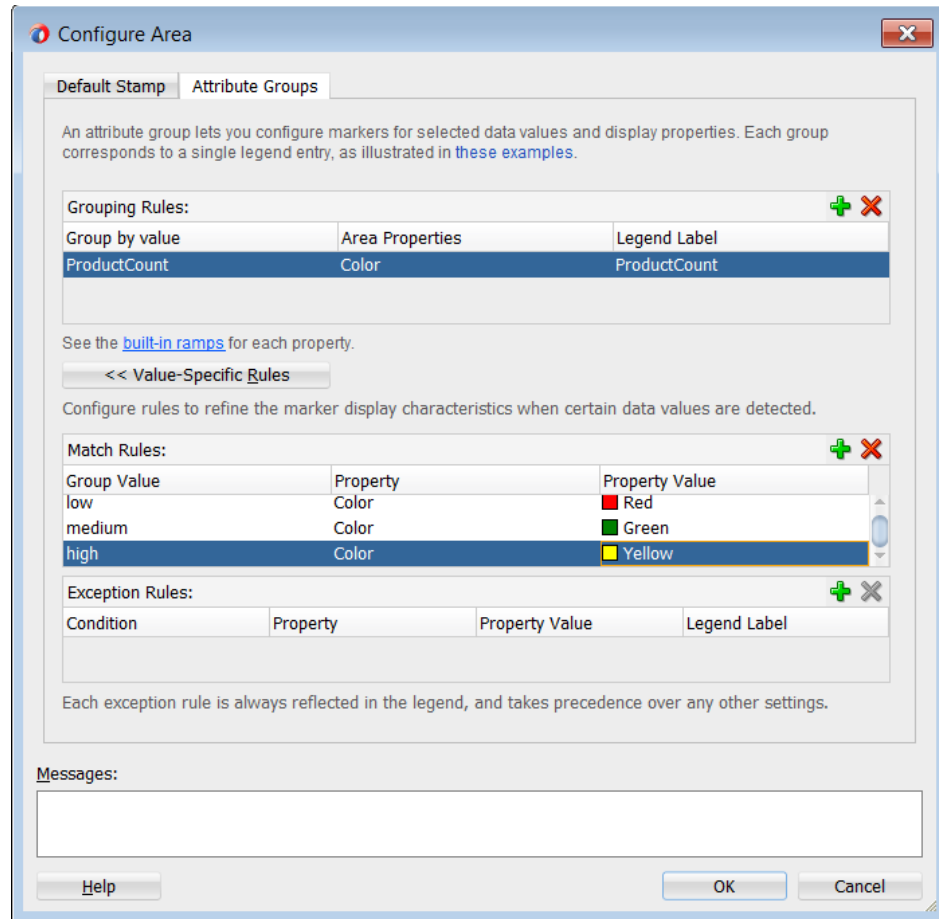 Configure Area
Default Stamp Attribute Groups
An attribute group lets you configure markers for selected data values and display properties. Each group
corresponds to a single legend entry, as illustrated in these examples.
Grouping Rules:
Group by value Area Properties Legend Label
ProductCount Color ProductCount
See the built-in ramps for each property.
<< Value-Specific Rules
Configure rules to refine the marker display characteristics when certain data values are detected.
Match Rules:
Group Value Property Property Value
low Color Red
medium Color Green
high Color Yellow
Exception Rules:
Condition Property Property Value Legend Label
Each exception rule is always reflected in the legend, and takes precedence over any other settings.
Messages:
Help OK Cancel